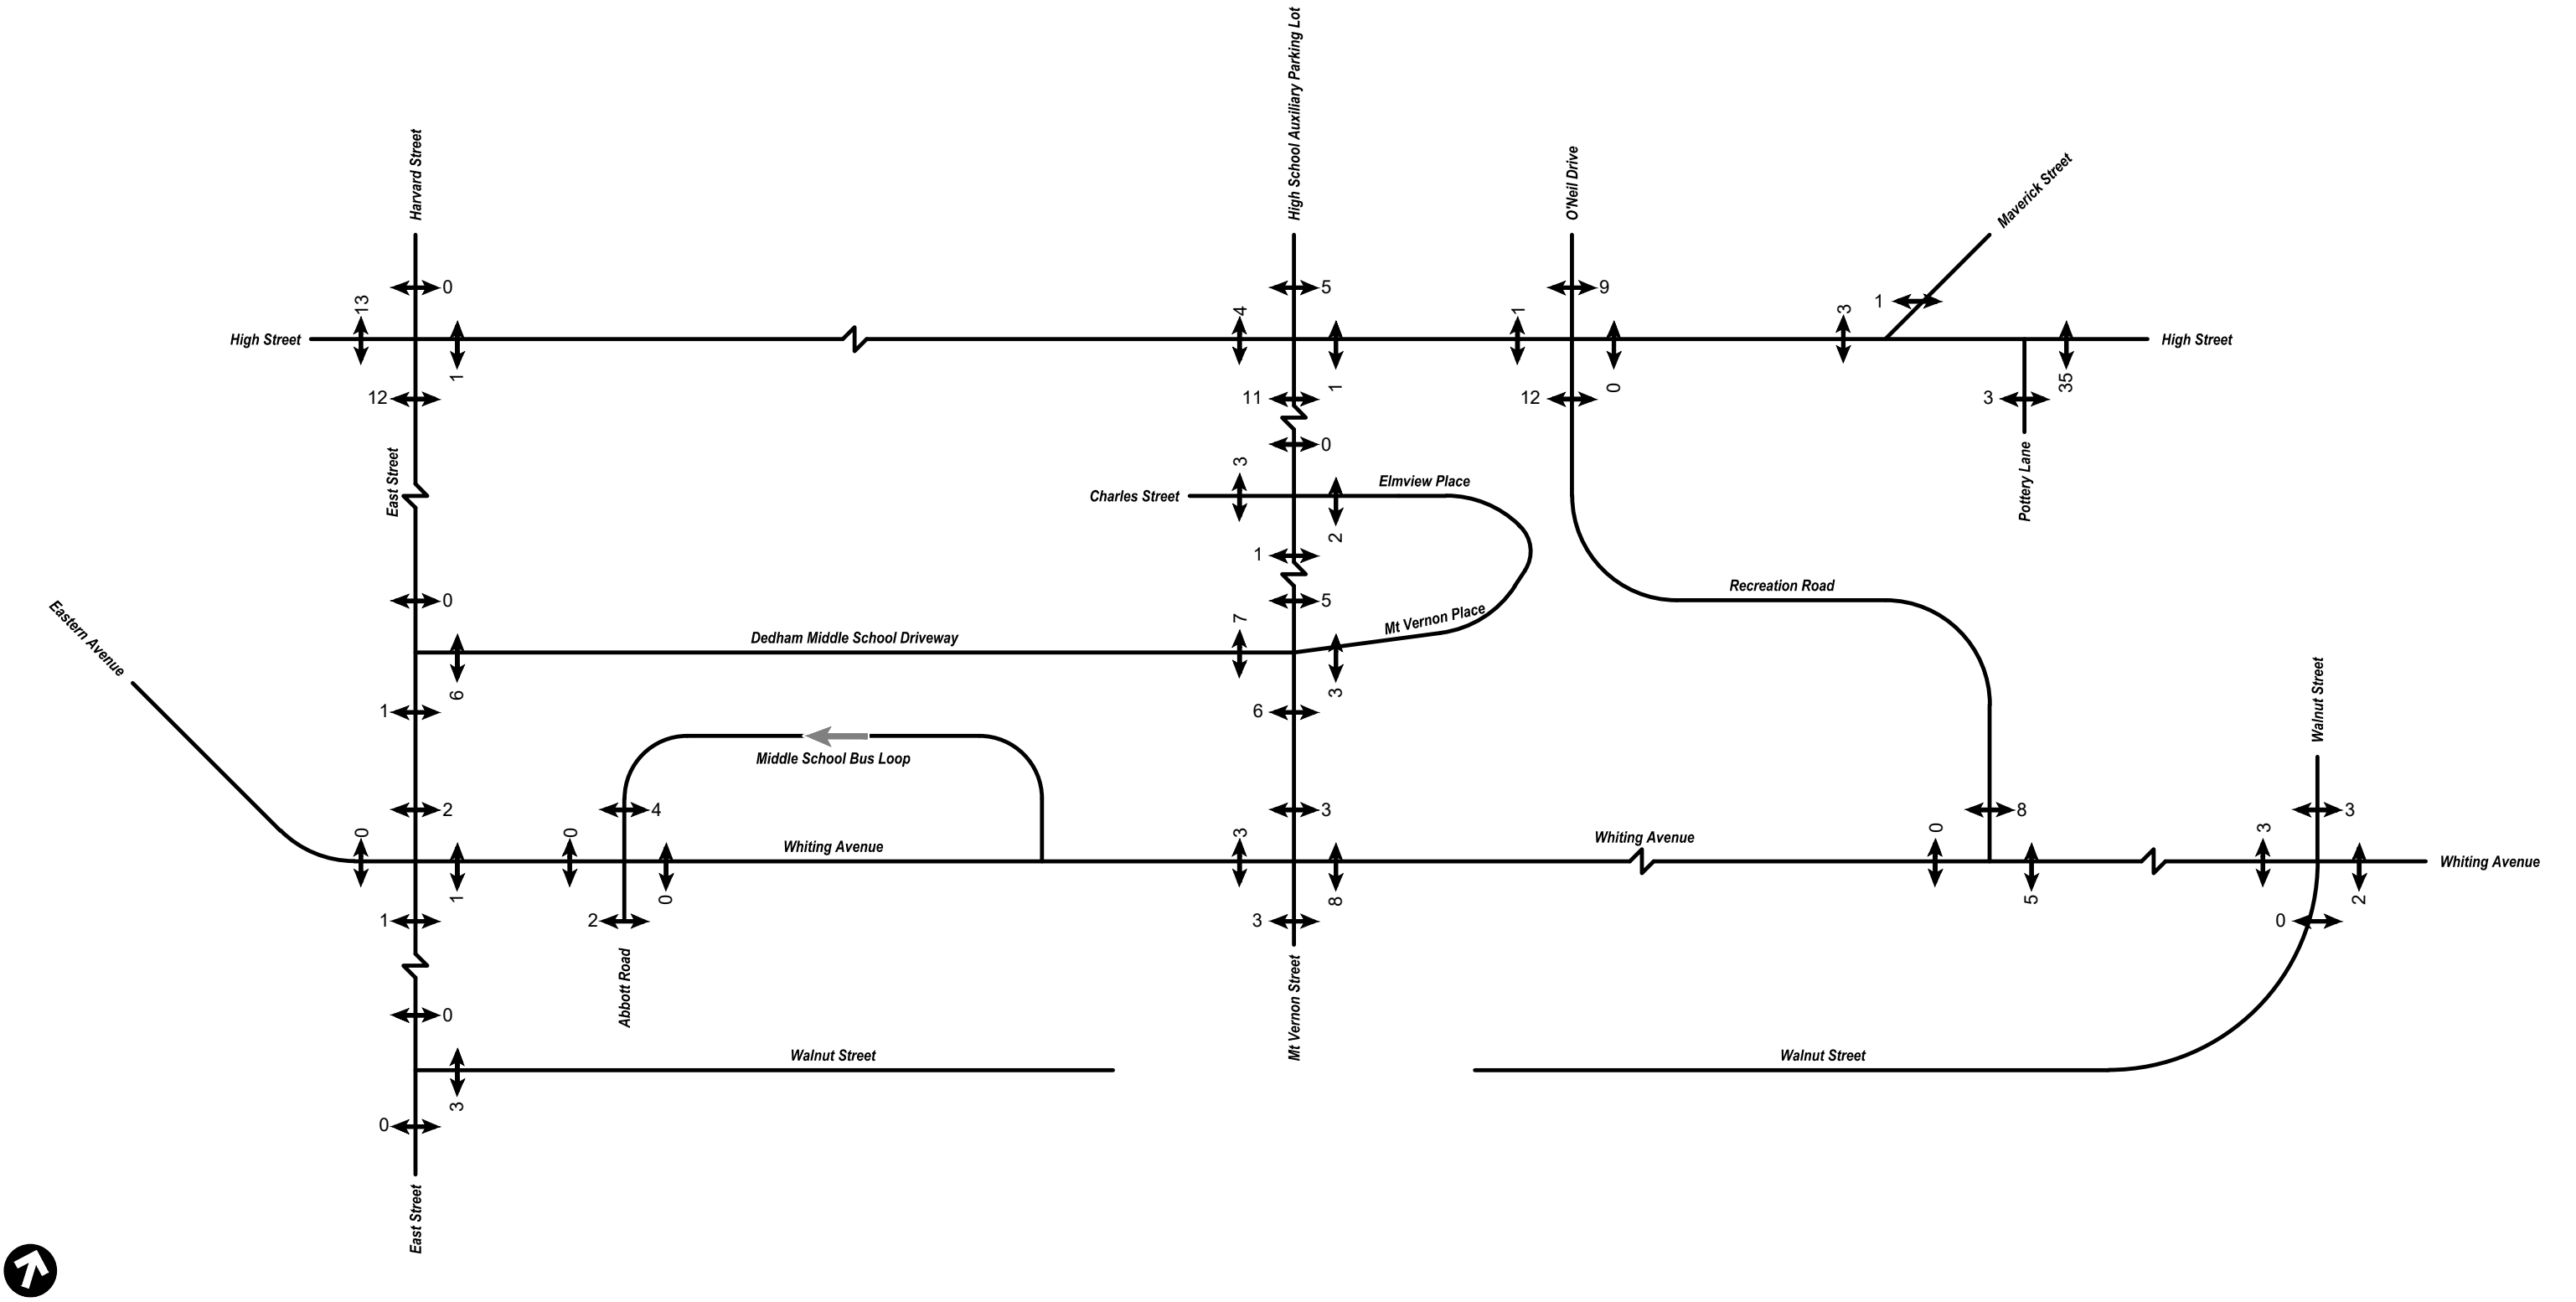 High School Auxiliary Parking Lot
Harvard Street
O'Neil Drive
Maverick Street
0
5
9
13
4
1
3
1
High Street
High Street
1
1
0
35
12
11
12
3
East Street
0
Pottery Lane
3
Elmview Place
Charles Street
2
1
Recreation Road
Eastern Avenue
0
5
7
Mt Vernon Place
Dedham Middle School Driveway
6
3
1
6
Walnut Street
Middle School Bus Loop
2
4
3
8
3
0
0
Whiting Avenue
3
Whiting Avenue
0
3
Whiting Avenue
1
0
8
5
2
1
2
3
0
Abbott Road
Mt Vernon Street
0
Walnut Street
Walnut Street
3
0
East Street